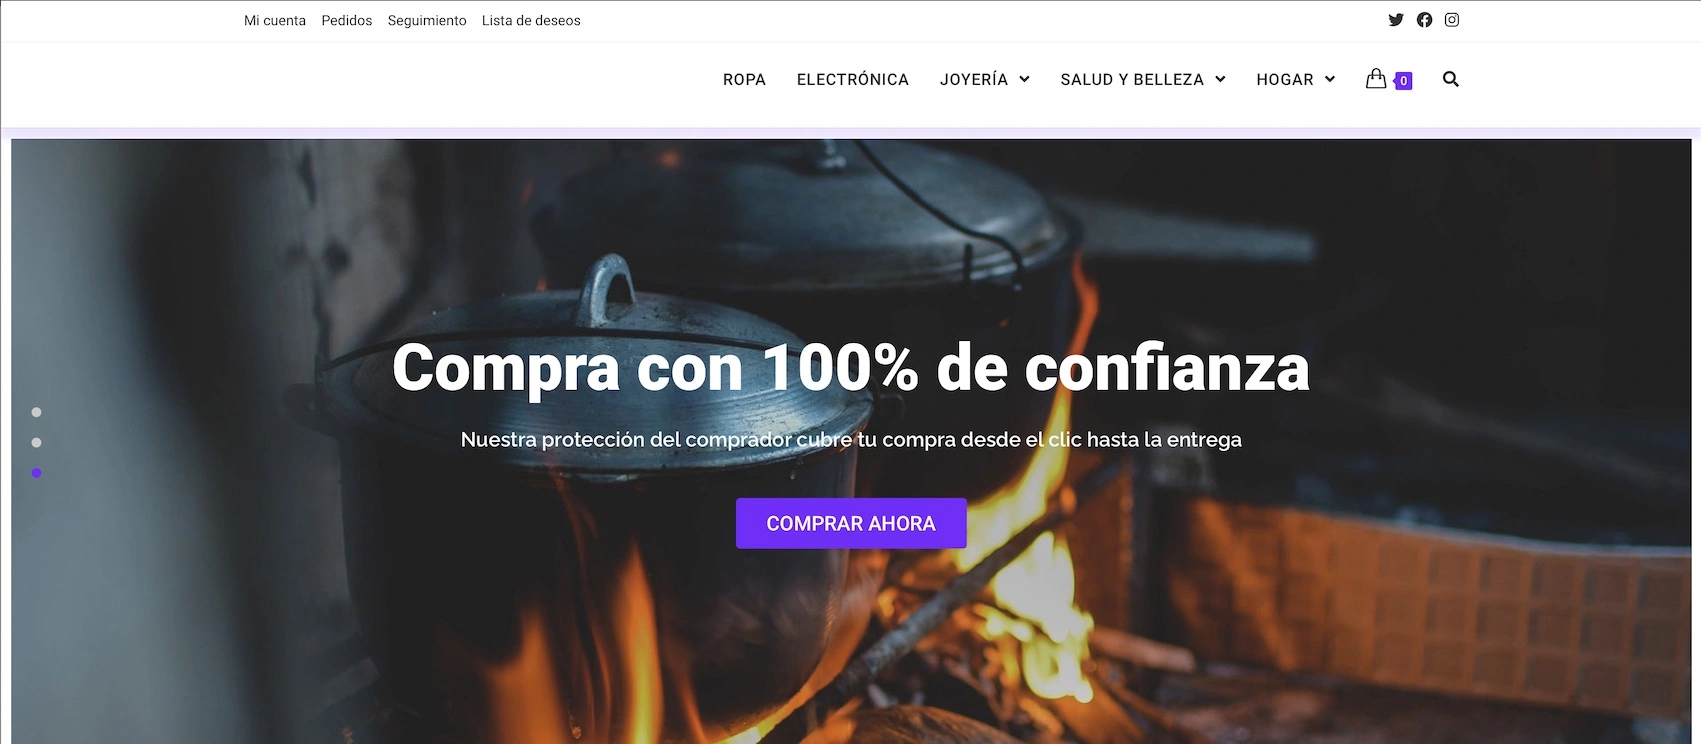 Mi cuenta Pedidos Seguimiento Lista de deseos
ROPA ELECTRÓNICA JOYERÍA SALUD Y BELLEZA HOGAR 0
Compra con 100% de confianza
Nuestra protección del comprador cubre tu compra desde el clic hasta la entrega
COMPRAR AHORA